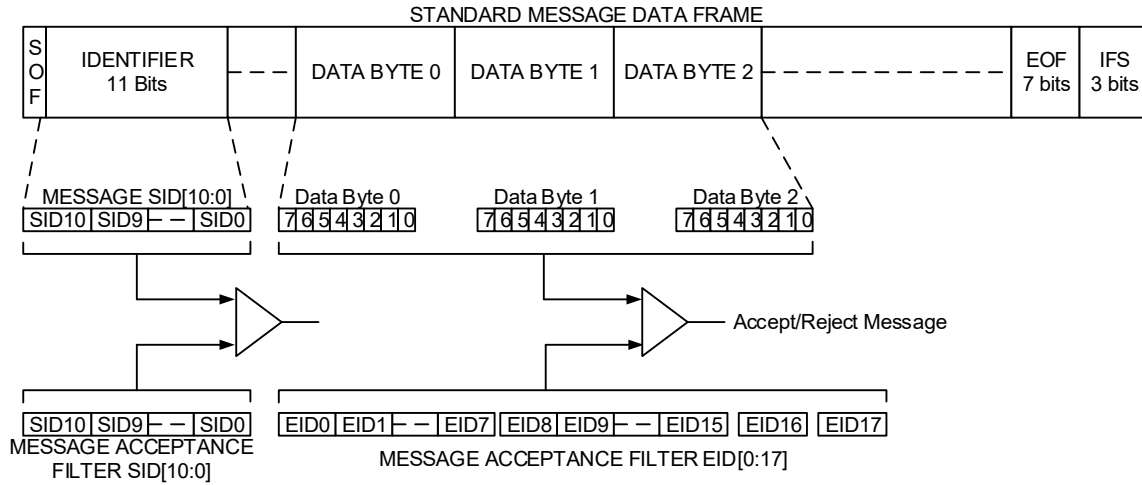 STANDARD MESSAGE DATA FRAME
SOF
IDENTIFIER
11 Bits
DATA BYTE 0
DATA BYTE 1
DATA BYTE 2
EOF
7 bits
IFS
3 bits
MESSAGE SID[10:0]
SID10 SID9 SID0
Data Byte 0
7 6 5 4 3 2 1 0
Data Byte 1
7 6 5 4 3 2 1 0
Data Byte 2
7 6 5 4 3 2 1 0
Accept/Reject Message
SID10 SID9 SID0
MESSAGE ACCEPTANCE
FILTER SID[10:0]
EID0 EID1 EID7 EID8 EID9 EID15 EID16 EID17
MESSAGE ACCEPTANCE FILTER EID[0:17]